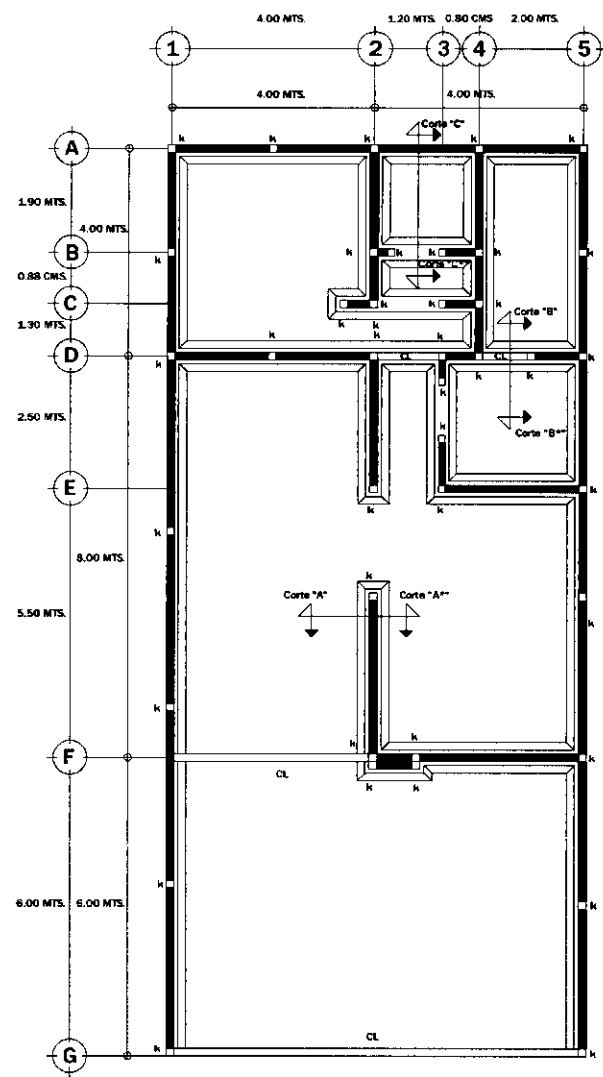 4.00 MTS. 1.20 MTS. 0.80 CMS 2.00 MTS.
1 2 3 4 5
4.00 MTS. 4.00 MTS.
Corte "C"
k k k k k
A
1.90 MTS.
4.00 MTS.
B
k k k k k
0.88 CMS.
Corte "C'"
C
k k k k
Corte "B"
1.30 MTS.
k k k
D
CL CL
k k k k k
k
2.50 MTS.
k
Corte "B'"
E
k k k
k
8.00 MTS.
k
k
Corte "A" Corte "A'"
5.50 MTS.
k
k k
F
CL
k k k
k
6.00 MTS. 6.00 MTS.
k
CL
k k
G